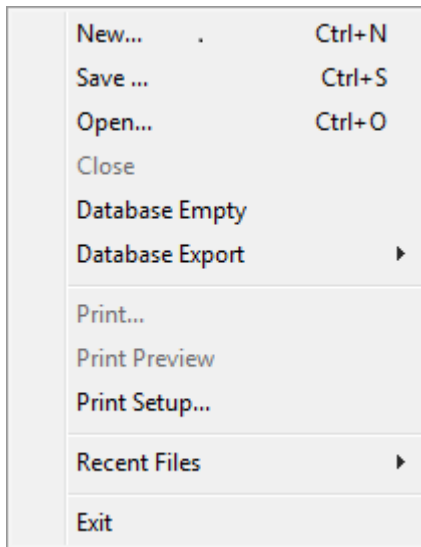 New... . Ctrl+N
Save ... Ctrl+S
Open... Ctrl+O
Close
Database Empty
Database Export
Print...
Print Preview
Print Setup...
Recent Files
Exit